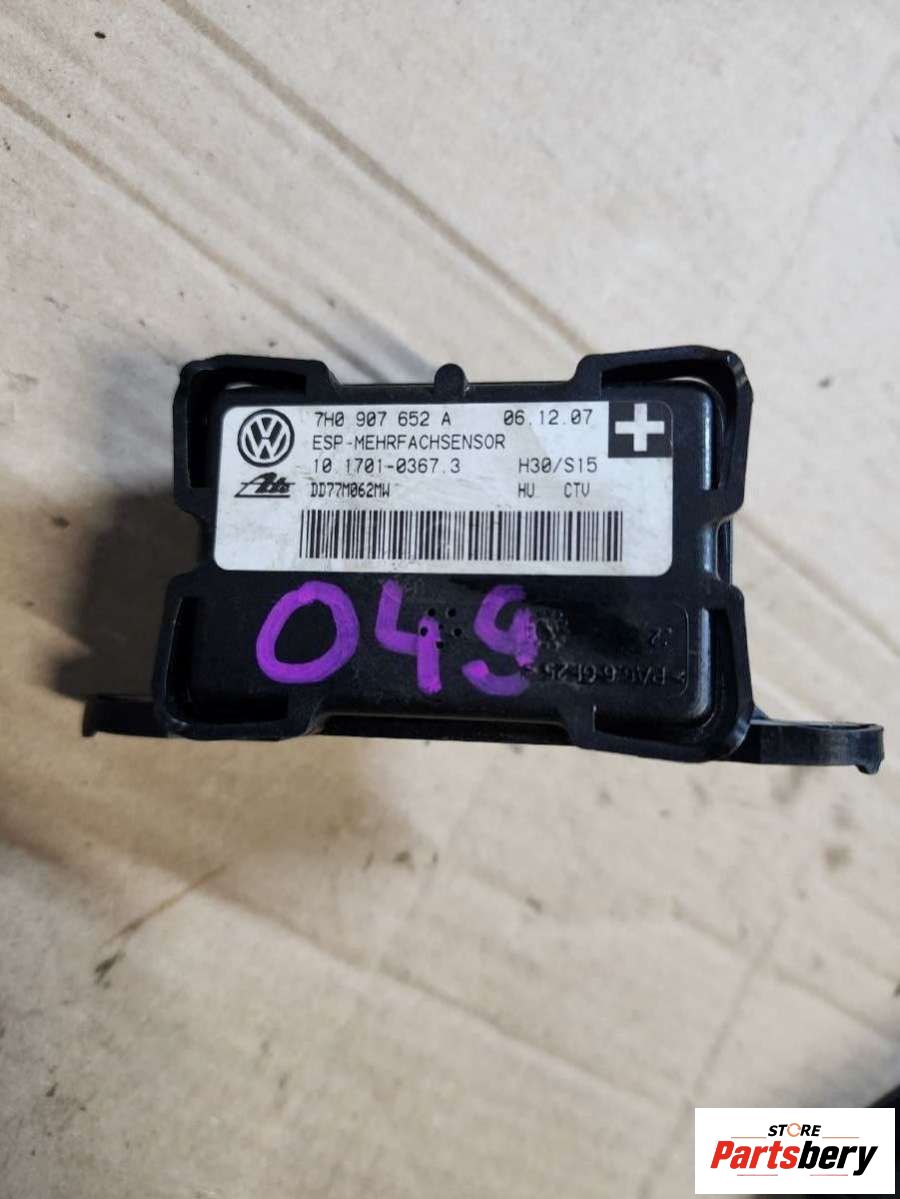 7H0 907 652 A 06.12.07
ESP-MEHRFACHSENSOR
10.1701-0367.3 H30/S15
Ate DD77M062MW HU CTV
049
STORE
Partsbery